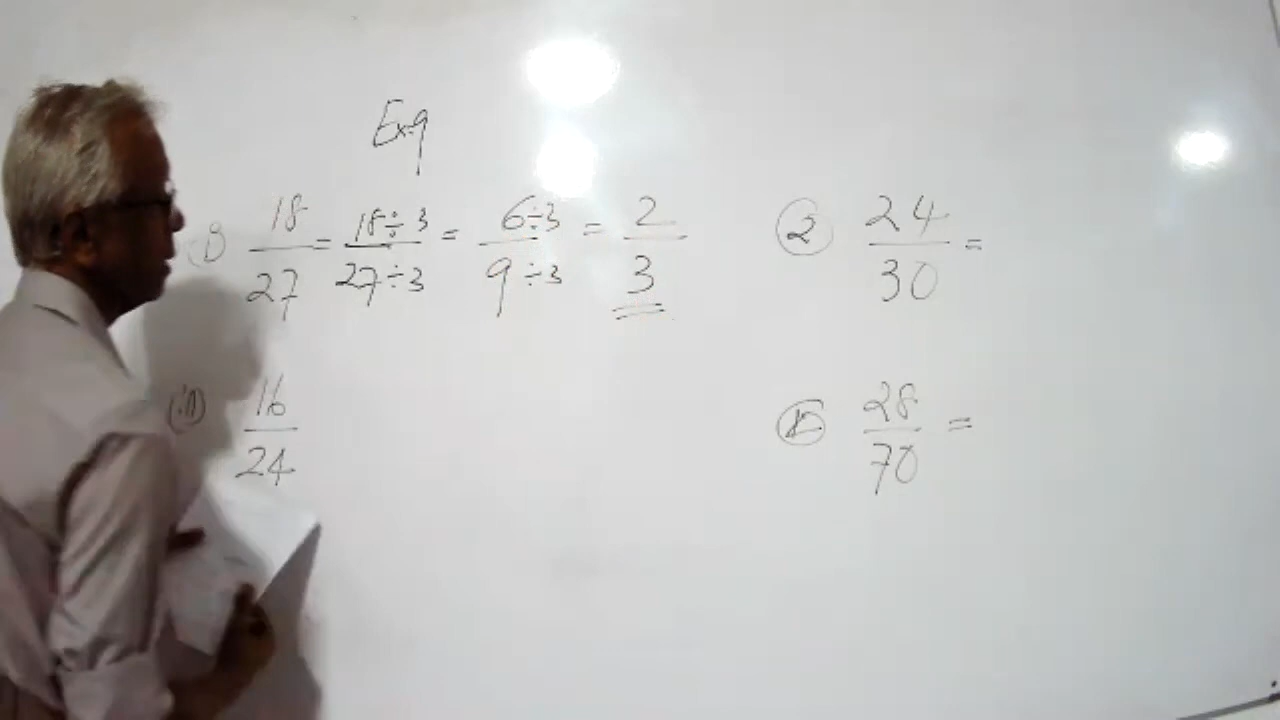 Ex 9
18/27 = 18÷3/27÷3 = 6÷3/9÷3 = 2/3
② 24/30 =
16/24
28/70 =